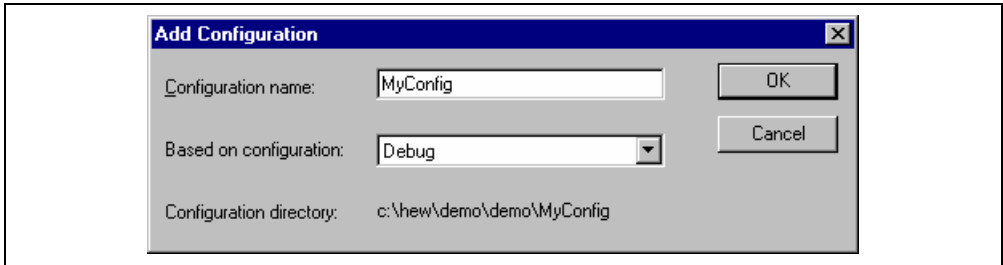 Add Configuration
Configuration name: MyConfig OK
Based on configuration: Debug Cancel
Configuration directory: c:\hew\demo\demo\MyConfig